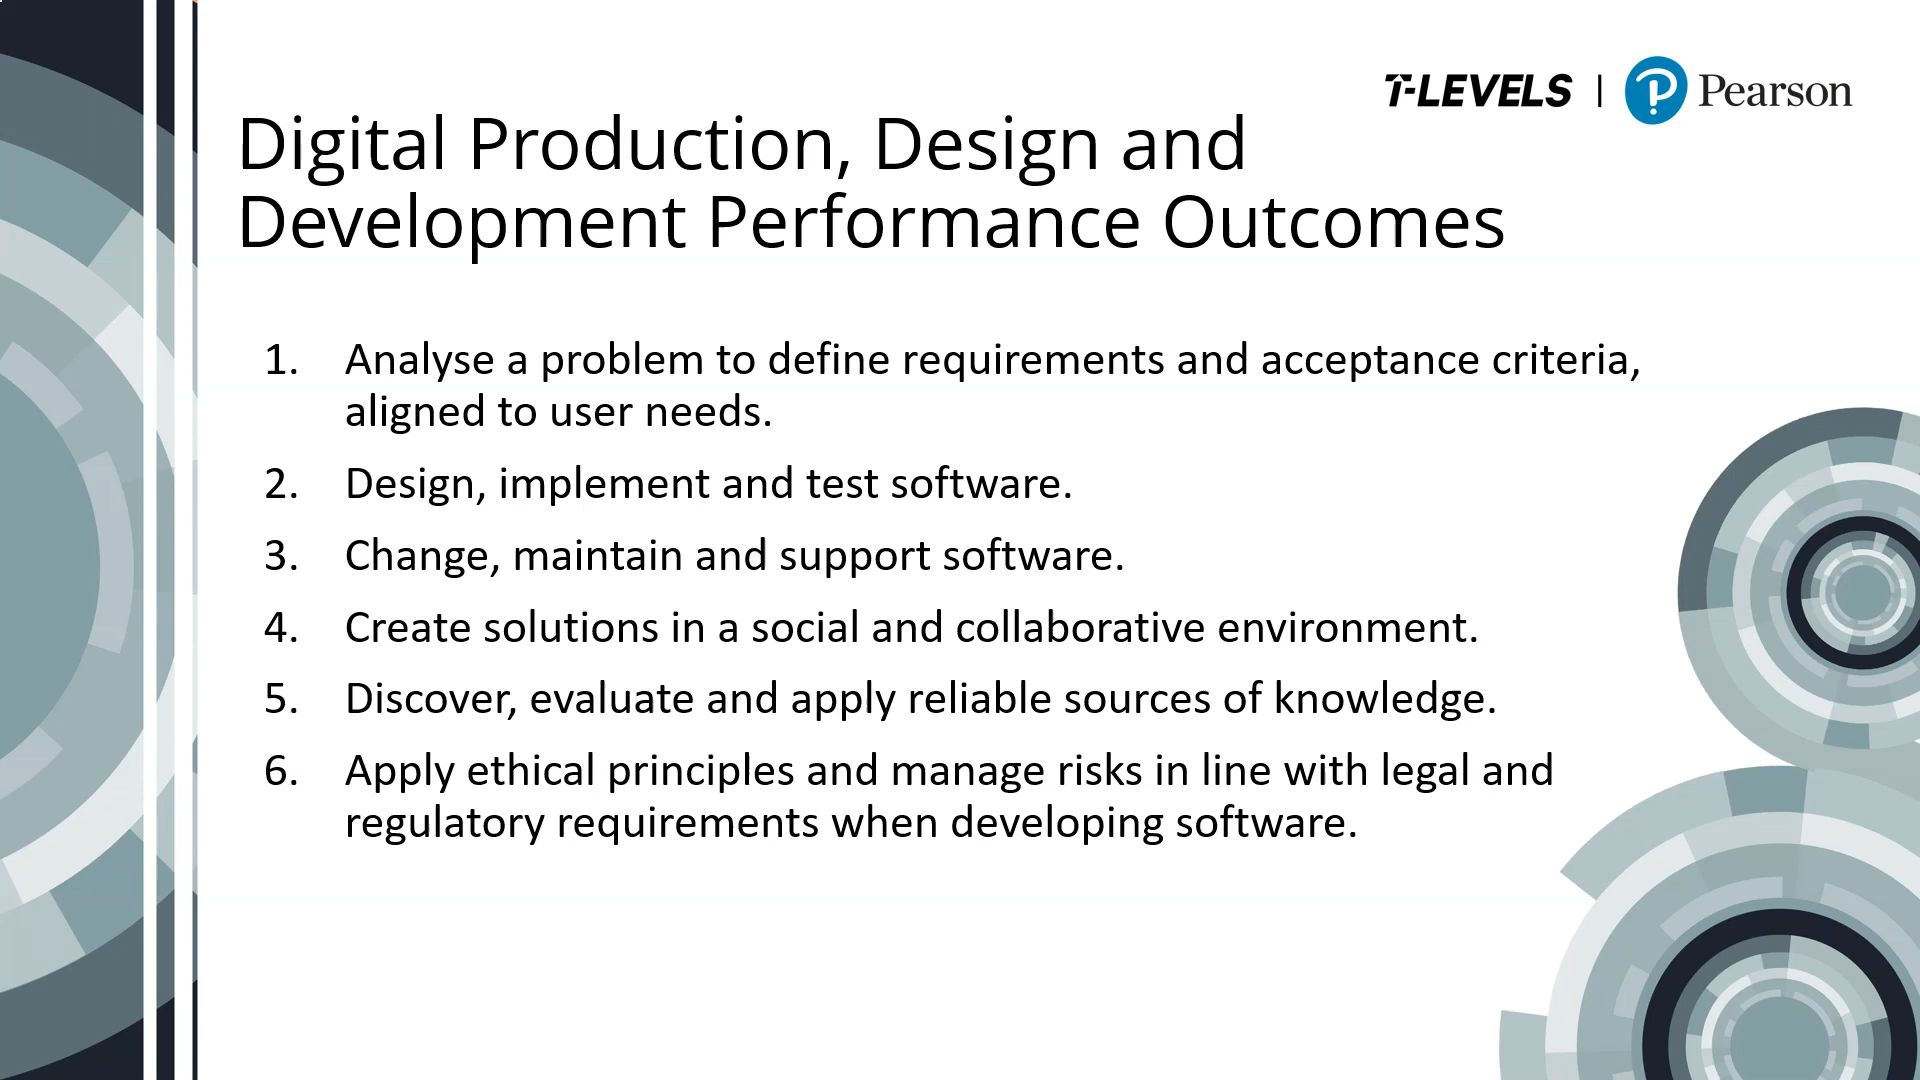 T-LEVELS | Pearson
Digital Production, Design and
Development Performance Outcomes
1. Analyse a problem to define requirements and acceptance criteria,
aligned to user needs.
2. Design, implement and test software.
3. Change, maintain and support software.
4. Create solutions in a social and collaborative environment.
5. Discover, evaluate and apply reliable sources of knowledge.
6. Apply ethical principles and manage risks in line with legal and
regulatory requirements when developing software.